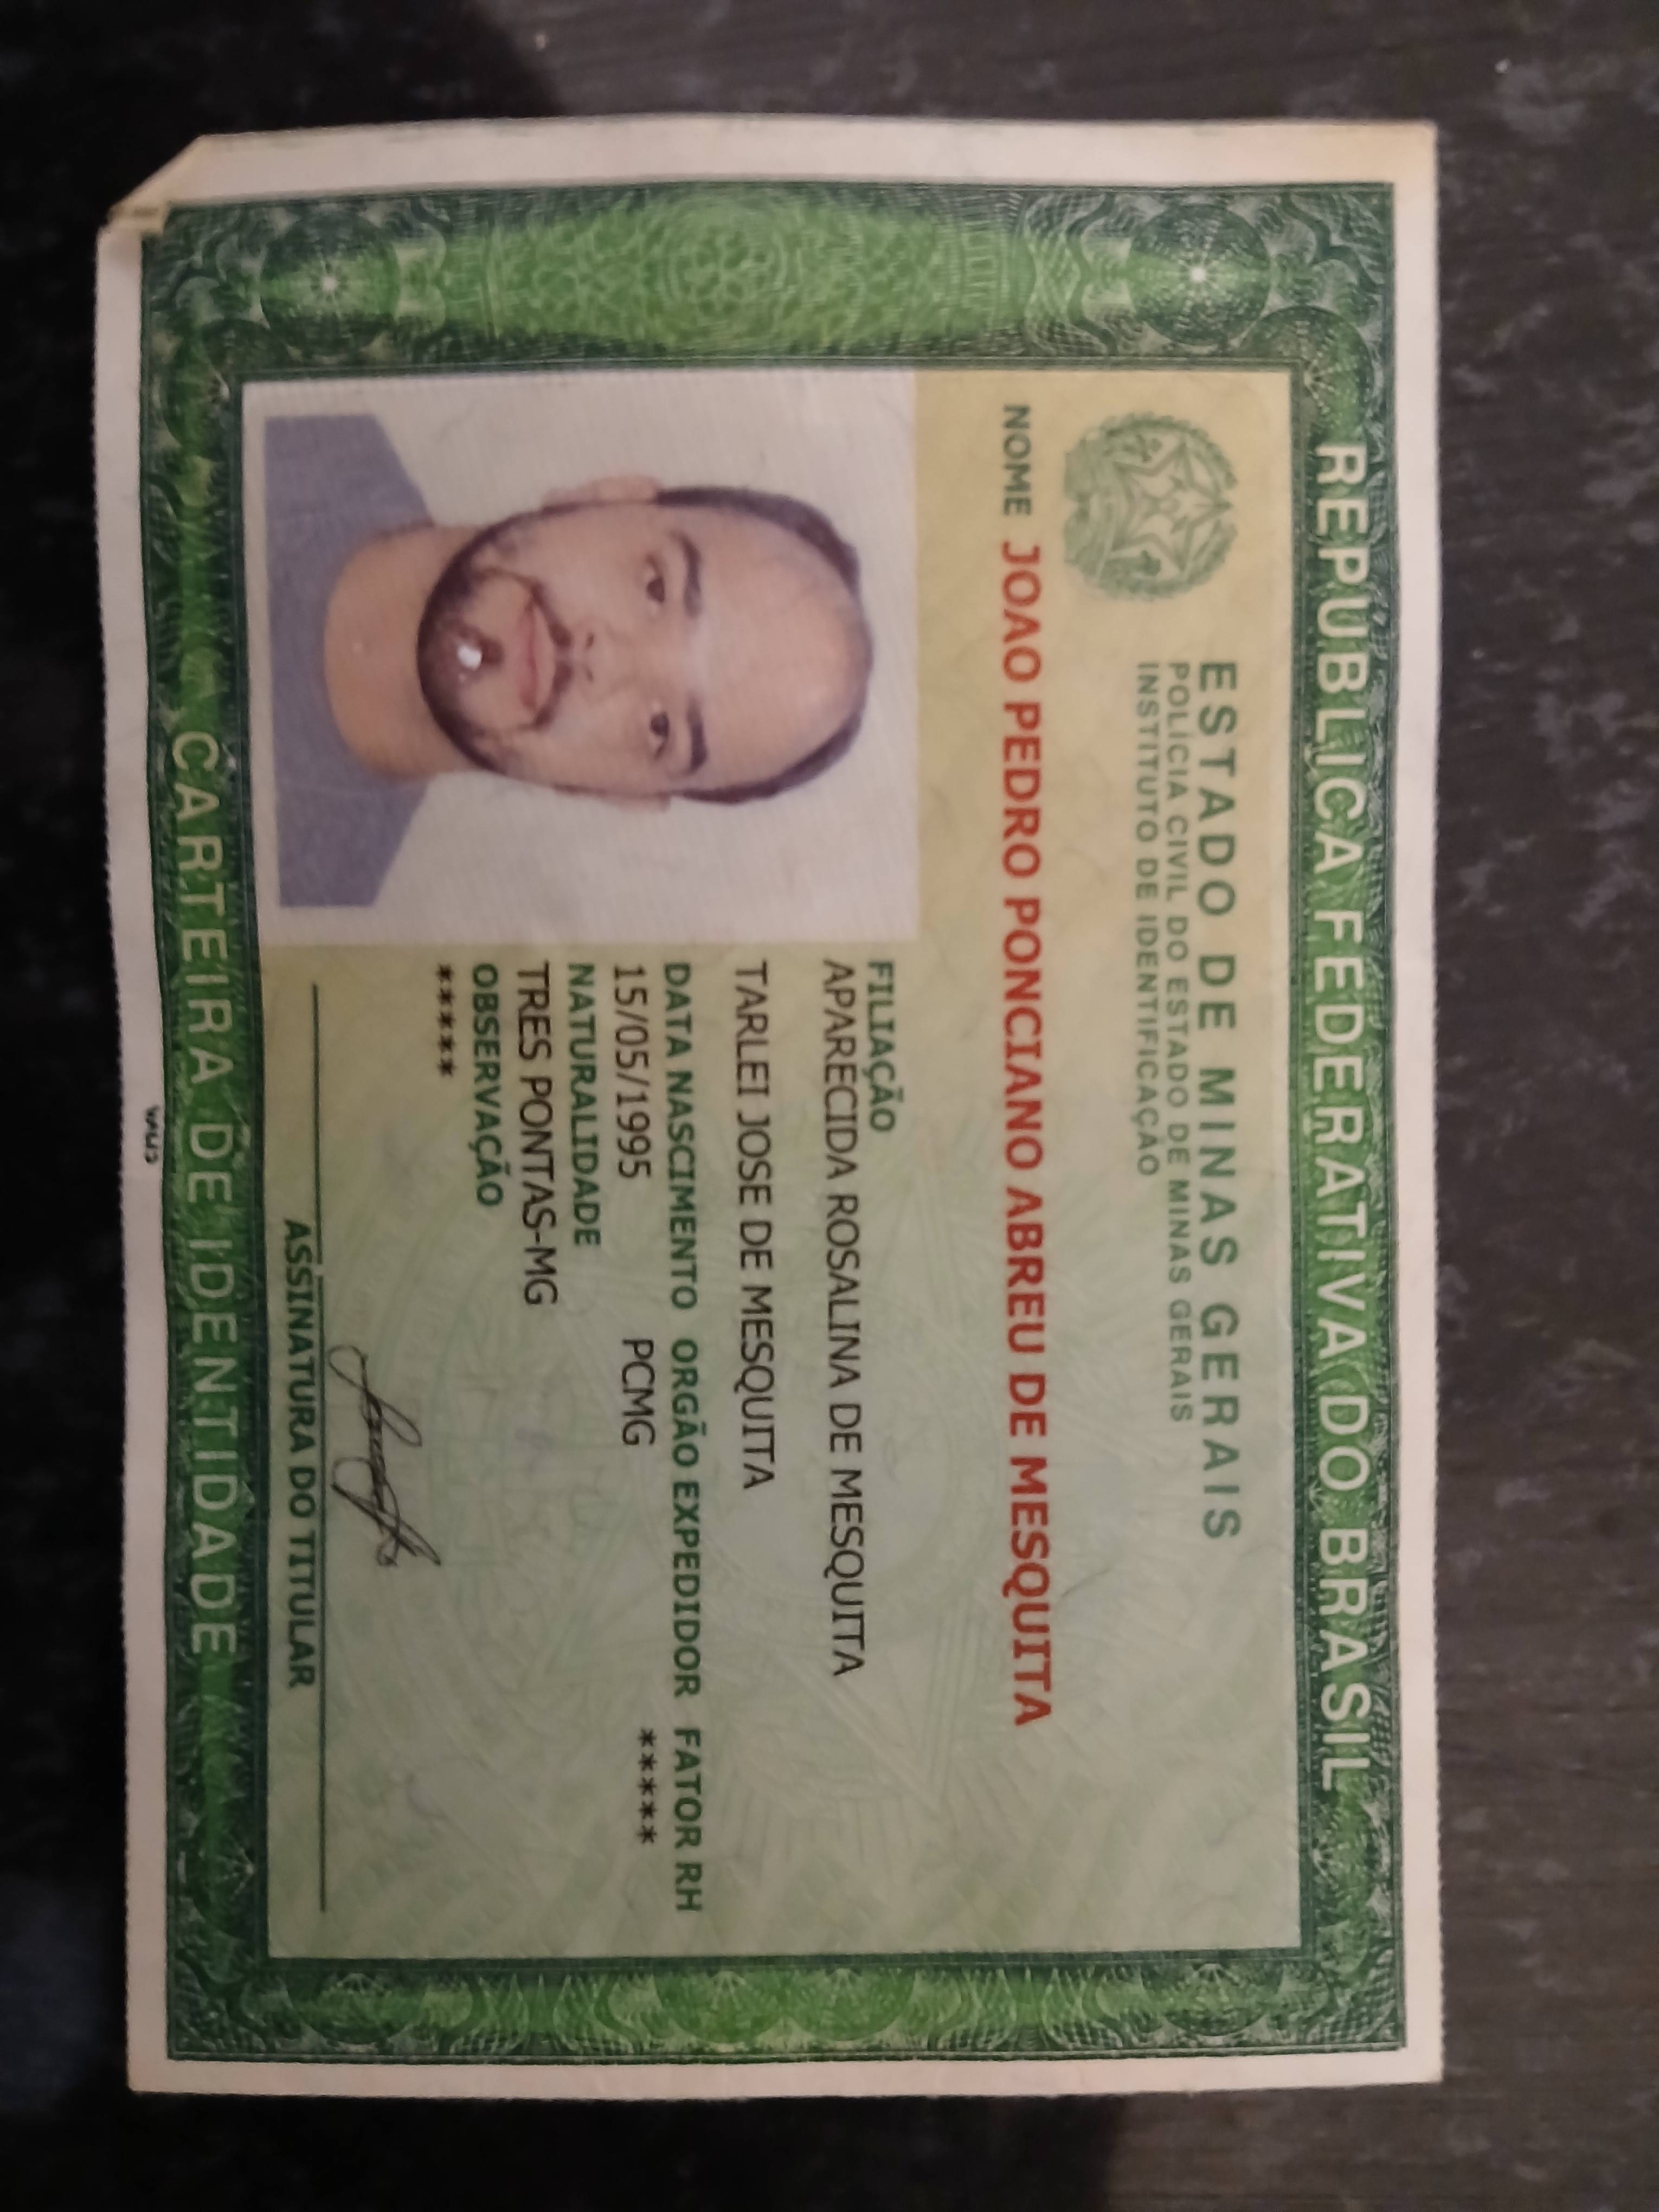 REPÚBLICA FEDERATIVA DO BRASIL
ESTADO DE MINAS GERAIS
POLÍCIA CIVIL DO ESTADO DE MINAS GERAIS
INSTITUTO DE IDENTIFICAÇÃO
NOME JOAO PEDRO PONCIANO ABREU DE MESQUITA
FILIAÇÃO
APARECIDA ROSALINA DE MESQUITA
TARLEI JOSE DE MESQUITA
DATA NASCIMENTO ORGÃO EXPEDIDOR FATOR RH
15/05/1995 PCMG *****
NATURALIDADE
TRES PONTAS-MG
OBSERVAÇÃO
*****
ASSINATURA DO TITULAR
CARTEIRA DE IDENTIDADE